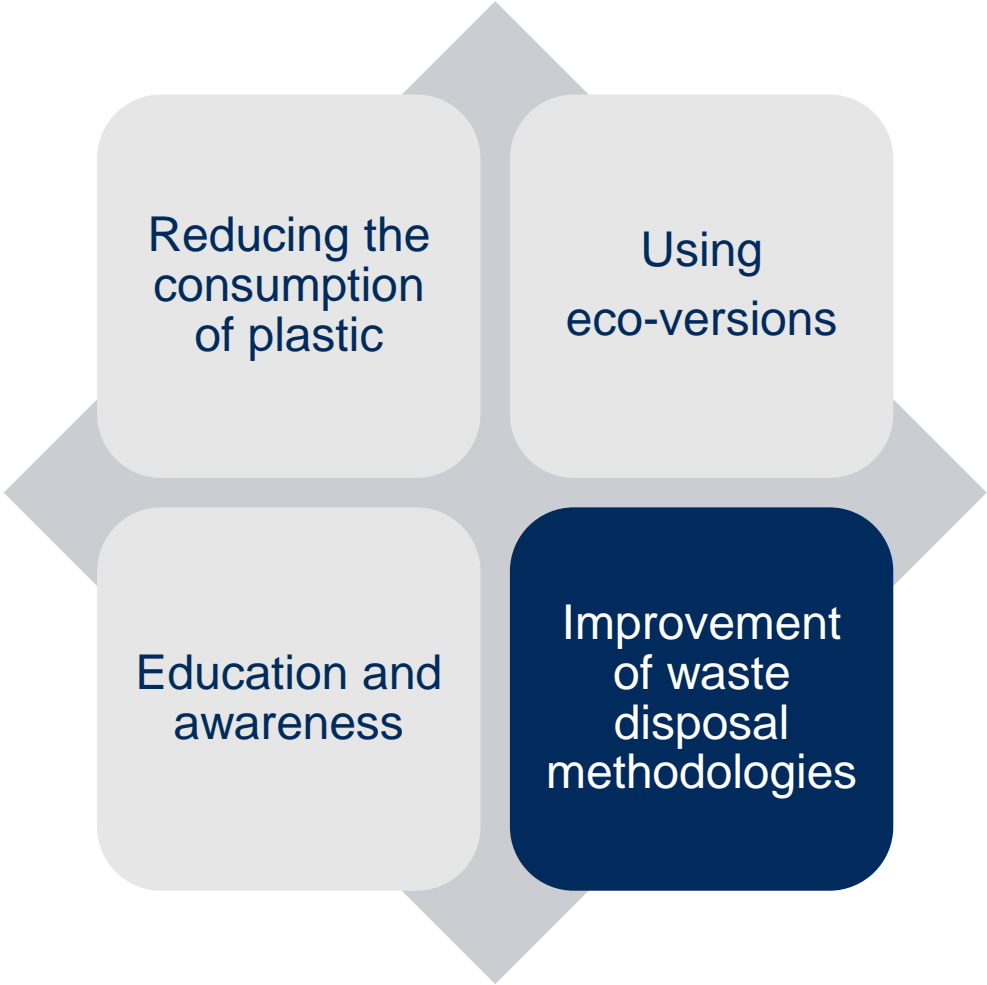 Reducing the
consumption
of plastic
Using
eco-versions
Education and
awareness
Improvement
of waste
disposal
methodologies